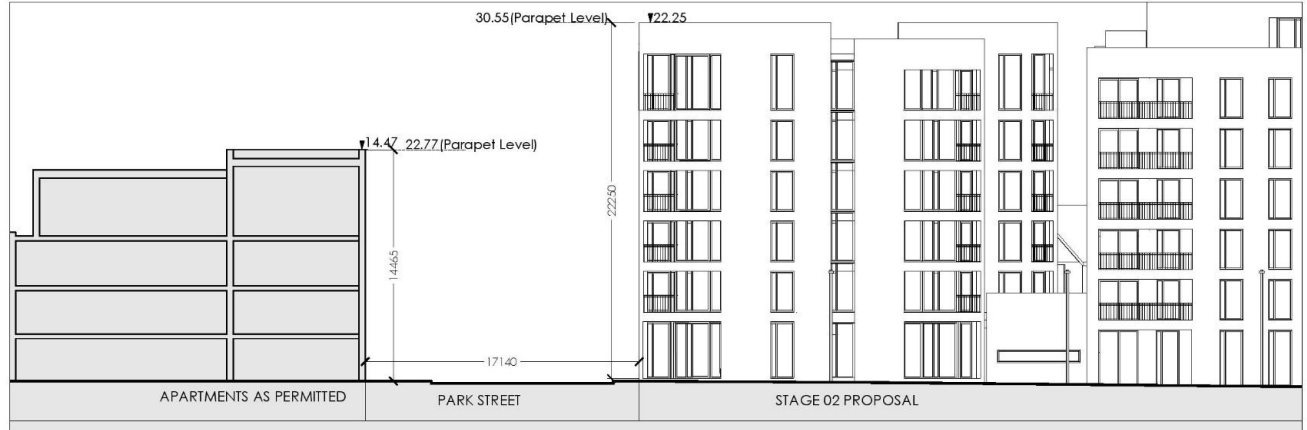 30.55(Parapet Level) 22.25
14.47 22.77(Parapet Level)
22250
14465
17140
APARTMENTS AS PERMITTED PARK STREET STAGE 02 PROPOSAL